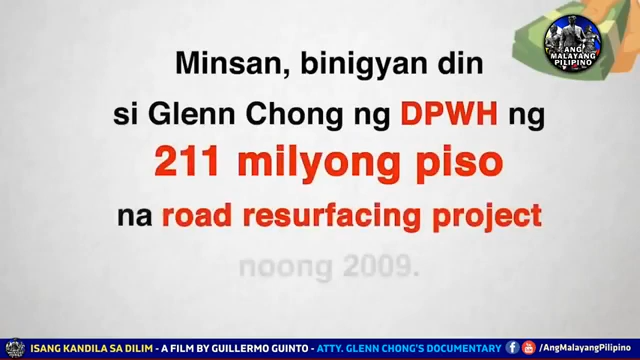 ANG
MALAYANG
PILIPINO
Minsan, binigyan din
si Glenn Chong ng DPWH ng
211 milyong piso
na road resurfacing project
noong 2009.
ISANG KANDILA SA DILIM - A FILM BY GUILLERMO GUINTO - ATTY. GLENN CHONG'S DOCUMENTARY - /AngMalayangPilipino